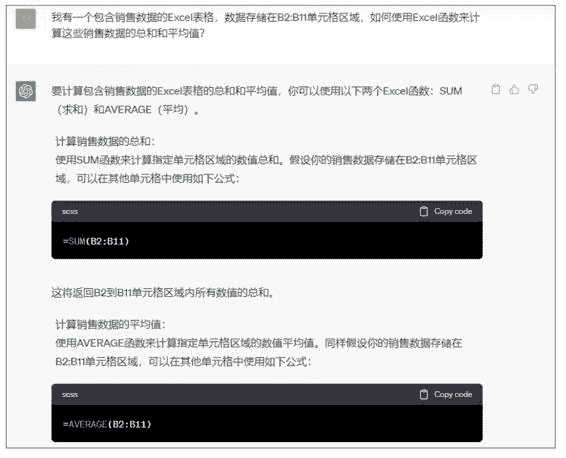 我有一个包含销售数据的Excel表格，数据存储在B2:B11单元格区域，如何使用Excel函数来计
算这些销售数据的总和和平均值？
要计算包含销售数据的Excel表格的总和和平均值，你可以使用以下两个Excel函数：SUM
（求和）和AVERAGE（平均）。
计算销售数据的总和：
使用SUM函数来计算指定单元格区域的数值总和。假设你的销售数据存储在B2:B11单元格区
域，可以在其他单元格中使用如下公式：
scss Copy code
=SUM(B2:B11)
这将返回B2到B11单元格区域内所有数值的总和。
计算销售数据的平均值：
使用AVERAGE函数来计算指定单元格区域的数值平均值。同样假设你的销售数据存储在
B2:B11单元格区域，可以在其他单元格中使用如下公式：
scss Copy code
=AVERAGE(B2:B11)